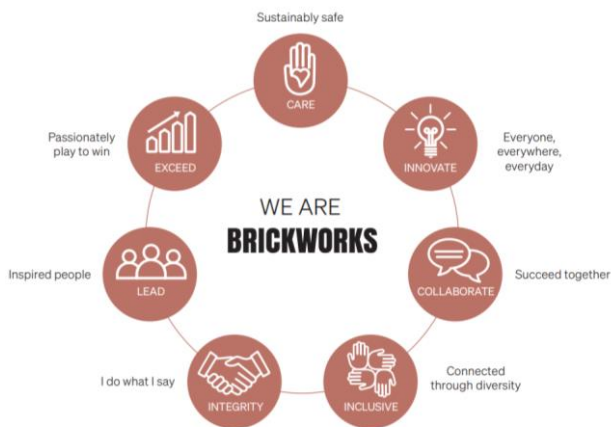 Sustainably safe
CARE
Everyone,
everywhere,
everyday
INNOVATE
Succeed together
COLLABORATE
Connected
through diversity
INCLUSIVE
I do what I say
INTEGRITY
Inspired people
LEAD
Passionately
play to win
EXCEED
WE ARE
BRICKWORKS